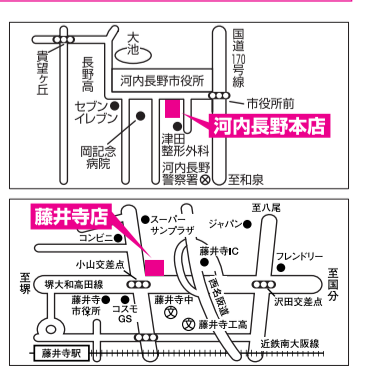 大池
国道170号線
貴望ケ丘
長野高
河内長野市役所
セブン
イレブン
市役所前
河内長野本店
岡記念
病院
津田
整形外科
河内長野
警察署
至和泉
藤井寺店
至八尾
スーパー
サンプラザ
ジャパン
コンビニ
藤井寺IC
フレンドリー
小山交差点
至堺
堺大和高田線
西名阪道
至国分
藤井寺
市役所
コスモ
GS
藤井寺中
沢田交差点
文
文
藤井寺工高
近鉄南大阪線
藤井寺駅